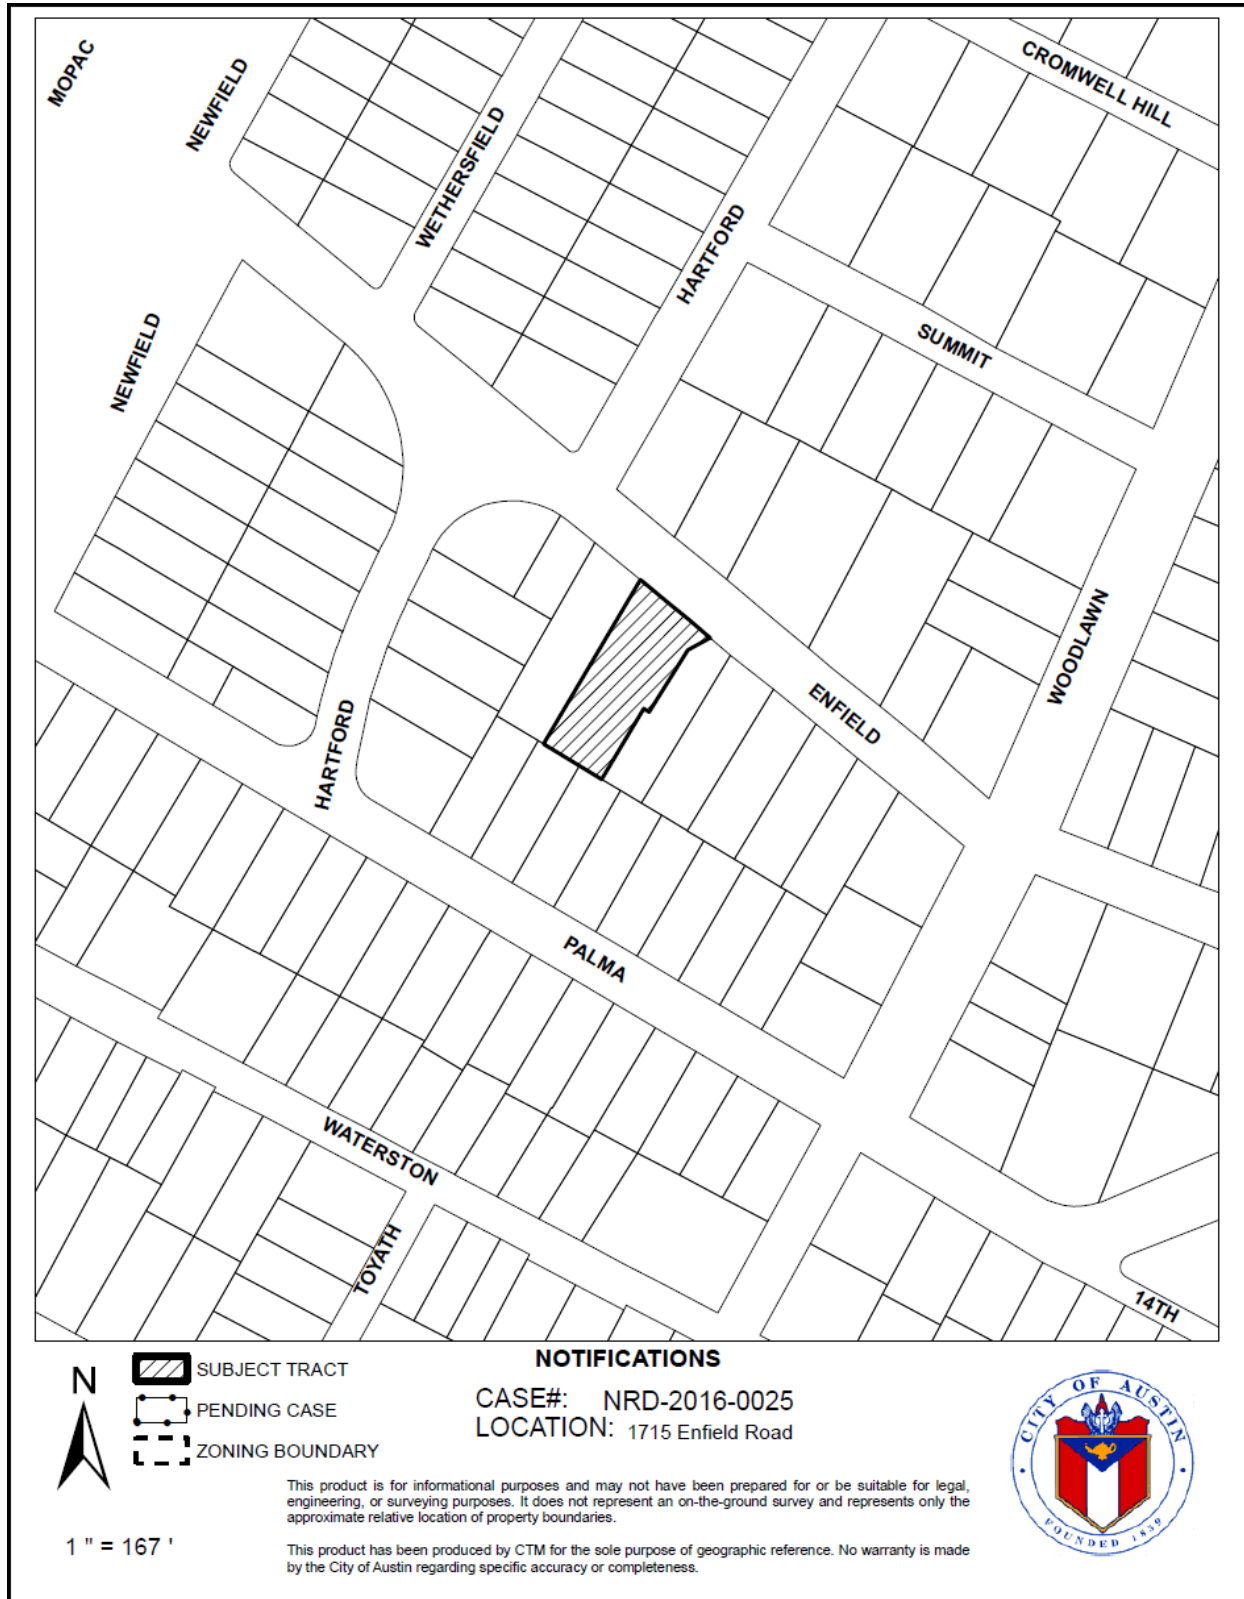 MOPAC
NEWFIELD
WETHERSFIELD
CROMWELL HILL
HARTFORD
SUMMIT
NEWFIELD
WOODLAWN
ENFIELD
HARTFORD
PALMA
WATERSTON
TOYATH
14TH
N
SUBJECT TRACT
PENDING CASE
ZONING BOUNDARY
1 " = 167 '
NOTIFICATIONS
CASE#: NRD-2016-0025
LOCATION: 1715 Enfield Road
This product is for informational purposes and may not have been prepared for or be suitable for legal,
engineering, or surveying purposes. It does not represent an on-the-ground survey and represents only the
approximate relative location of property boundaries.
This product has been produced by CTM for the sole purpose of geographic reference. No warranty is made
by the City of Austin regarding specific accuracy or completeness.
CITY OF AUSTIN
FOUNDED 1839